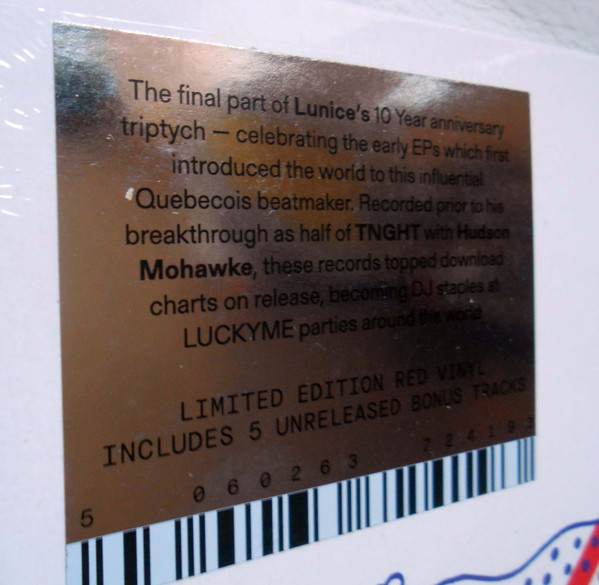 The final part of Lunice's 10 Year anniversary
triptych — celebrating the early EPs which first
introduced the world to this influential
Quebecois beatmaker. Recorded prior to his
breakthrough as half of TNGHT with Hudson
Mohawke, these records topped download
charts on release, becoming DJ staples at
LUCKYME parties around the world
LIMITED EDITION RED VINYL
INCLUDES 5 UNRELEASED BONUS TRACKS
5 060263 724193